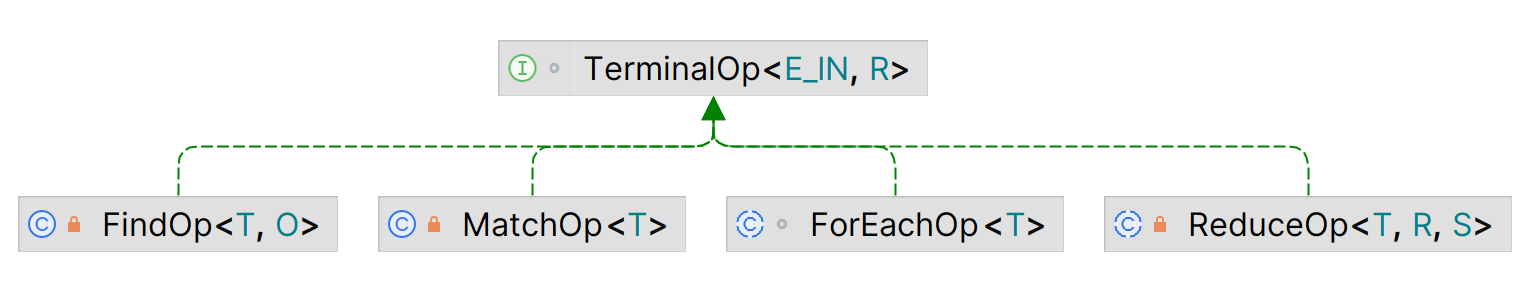 I TerminalOp<E_IN, R>
C FindOp<T, O>
C MatchOp<T>
C ForEachOp<T>
C ReduceOp<T, R, S>